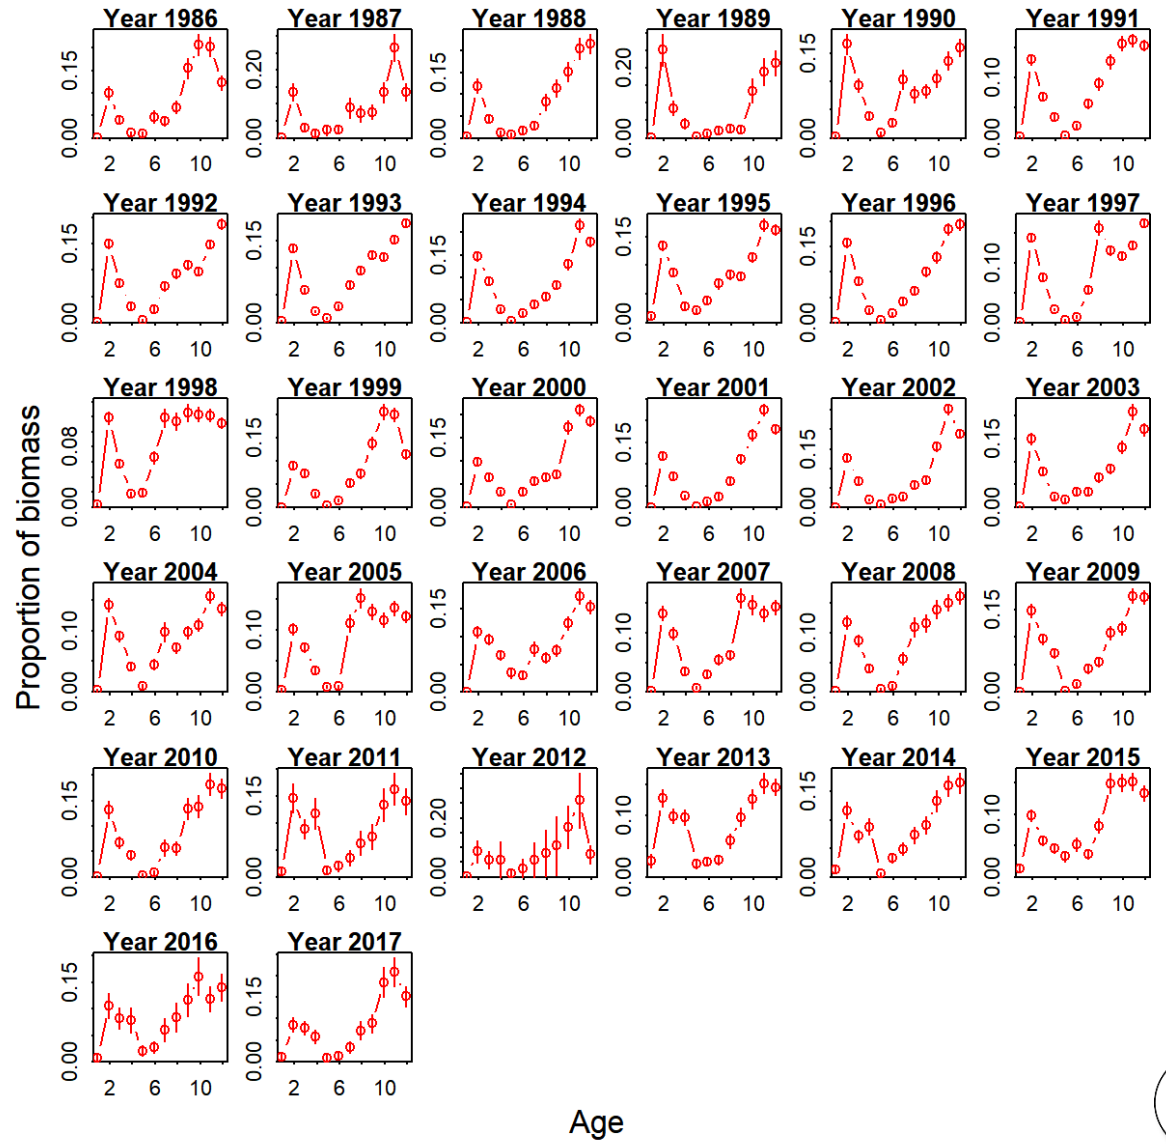 Year 1986 Year 1987 Year 1988 Year 1989 Year 1990 Year 1991
0.00 0.15 0.00 0.20 0.00 0.15 0.00 0.20 0.00 0.15 0.00 0.10
2 6 10 2 6 10 2 6 10 2 6 10 2 6 10 2 6 10
Year 1992 Year 1993 Year 1994 Year 1995 Year 1996 Year 1997
0.00 0.15 0.00 0.15 0.00 0.15 0.00 0.15 0.00 0.15 0.00 0.10
2 6 10 2 6 10 2 6 10 2 6 10 2 6 10 2 6 10
Year 1998 Year 1999 Year 2000 Year 2001 Year 2002 Year 2003
0.00 0.08 0.00 0.15 0.00 0.15 0.00 0.15 0.00 0.15 0.00 0.15
2 6 10 2 6 10 2 6 10 2 6 10 2 6 10 2 6 10
Proportion of biomass
Year 2004 Year 2005 Year 2006 Year 2007 Year 2008 Year 2009
0.00 0.10 0.00 0.10 0.00 0.15 0.00 0.10 0.00 0.10 0.00 0.15
2 6 10 2 6 10 2 6 10 2 6 10 2 6 10 2 6 10
Year 2010 Year 2011 Year 2012 Year 2013 Year 2014 Year 2015
0.00 0.15 0.00 0.15 0.00 0.20 0.00 0.10 0.00 0.15 0.00 0.10
2 6 10 2 6 10 2 6 10 2 6 10 2 6 10 2 6 10
Year 2016 Year 2017
0.00 0.15 0.00 0.15
2 6 10 2 6 10
Age